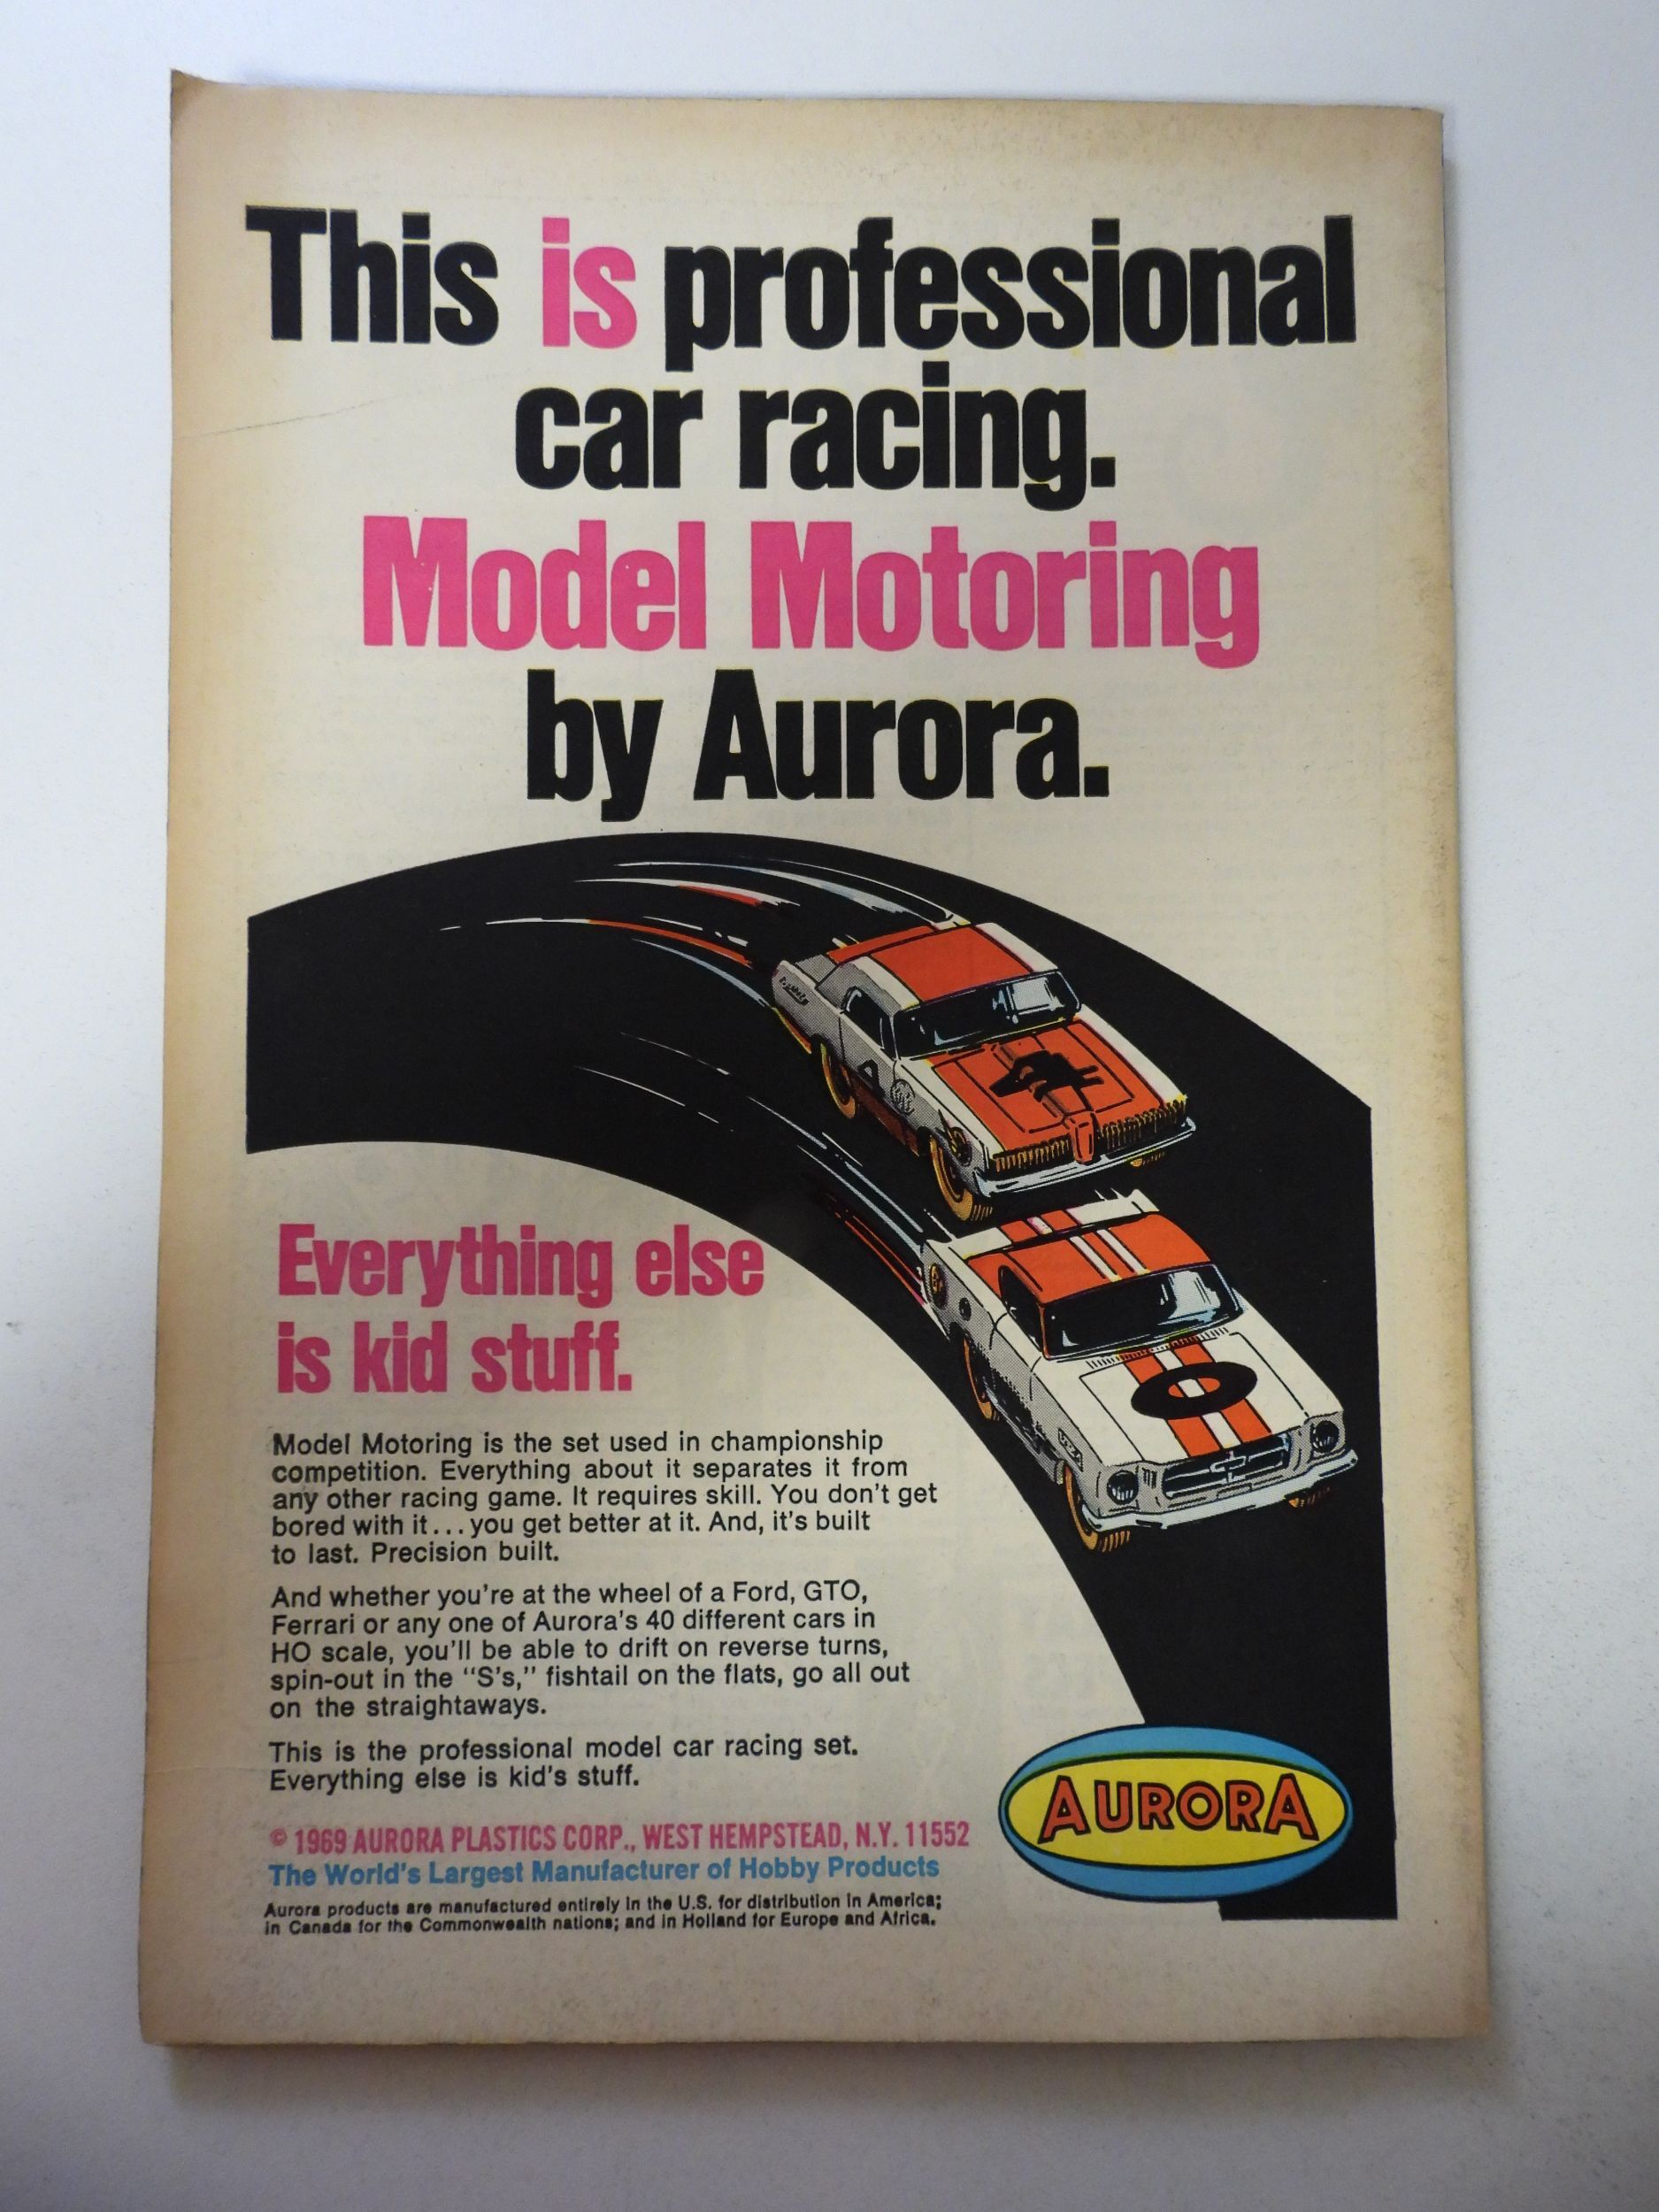 This is professional
car racing.
Model Motoring
by Aurora.
4
Everything else
is kid stuff.
0
Model Motoring is the set used in championship
competition. Everything about it separates it from
any other racing game. It requires skill. You don't get
bored with it...you get better at it. And, it's built
to last. Precision built.
And whether you're at the wheel of a Ford, GTO,
Ferrari or any one of Aurora's 40 different cars in
HO scale, you'll be able to drift on reverse turns,
spin-out in the "S's," fishtail on the flats, go all out
on the straightaways.
This is the professional model car racing set.
Everything else is kid's stuff.
AURORA
© 1969 AURORA PLASTICS CORP., WEST HEMPSTEAD, N.Y. 11552
The World's Largest Manufacturer of Hobby Products
Aurora products are manufactured entirely in the U.S. for distribution in America;
in Canada for the Commonwealth nations; and in Holland for Europe and Africa.